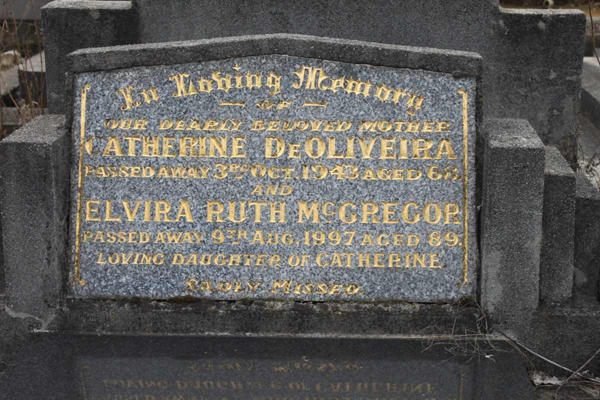 In Loving Memory
— OF —
OUR DEARLY BELOVED MOTHER
CATHERINE DeOLIVEIRA
PASSED AWAY 3RD OCT. 1943 AGED 68.
AND
ELVIRA RUTH McGREGOR
PASSED AWAY 9TH AUG. 1997 AGED 89.
LOVING DAUGHTER OF CATHERINE.
SADLY MISSED.